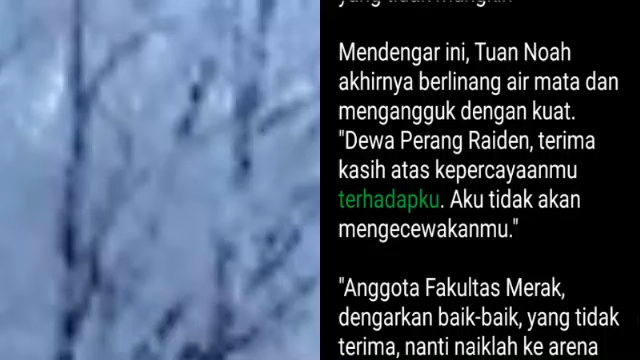 Mendengar ini, Tuan Noah
akhirnya berlinang air mata dan
mengangguk dengan kuat.
"Dewa Perang Raiden, terima
kasih atas kepercayaanmu
terhadapku. Aku tidak akan
mengecewakanmu."
"Anggota Fakultas Merak,
dengarkan baik-baik, yang tidak
terima, nanti naiklah ke arena